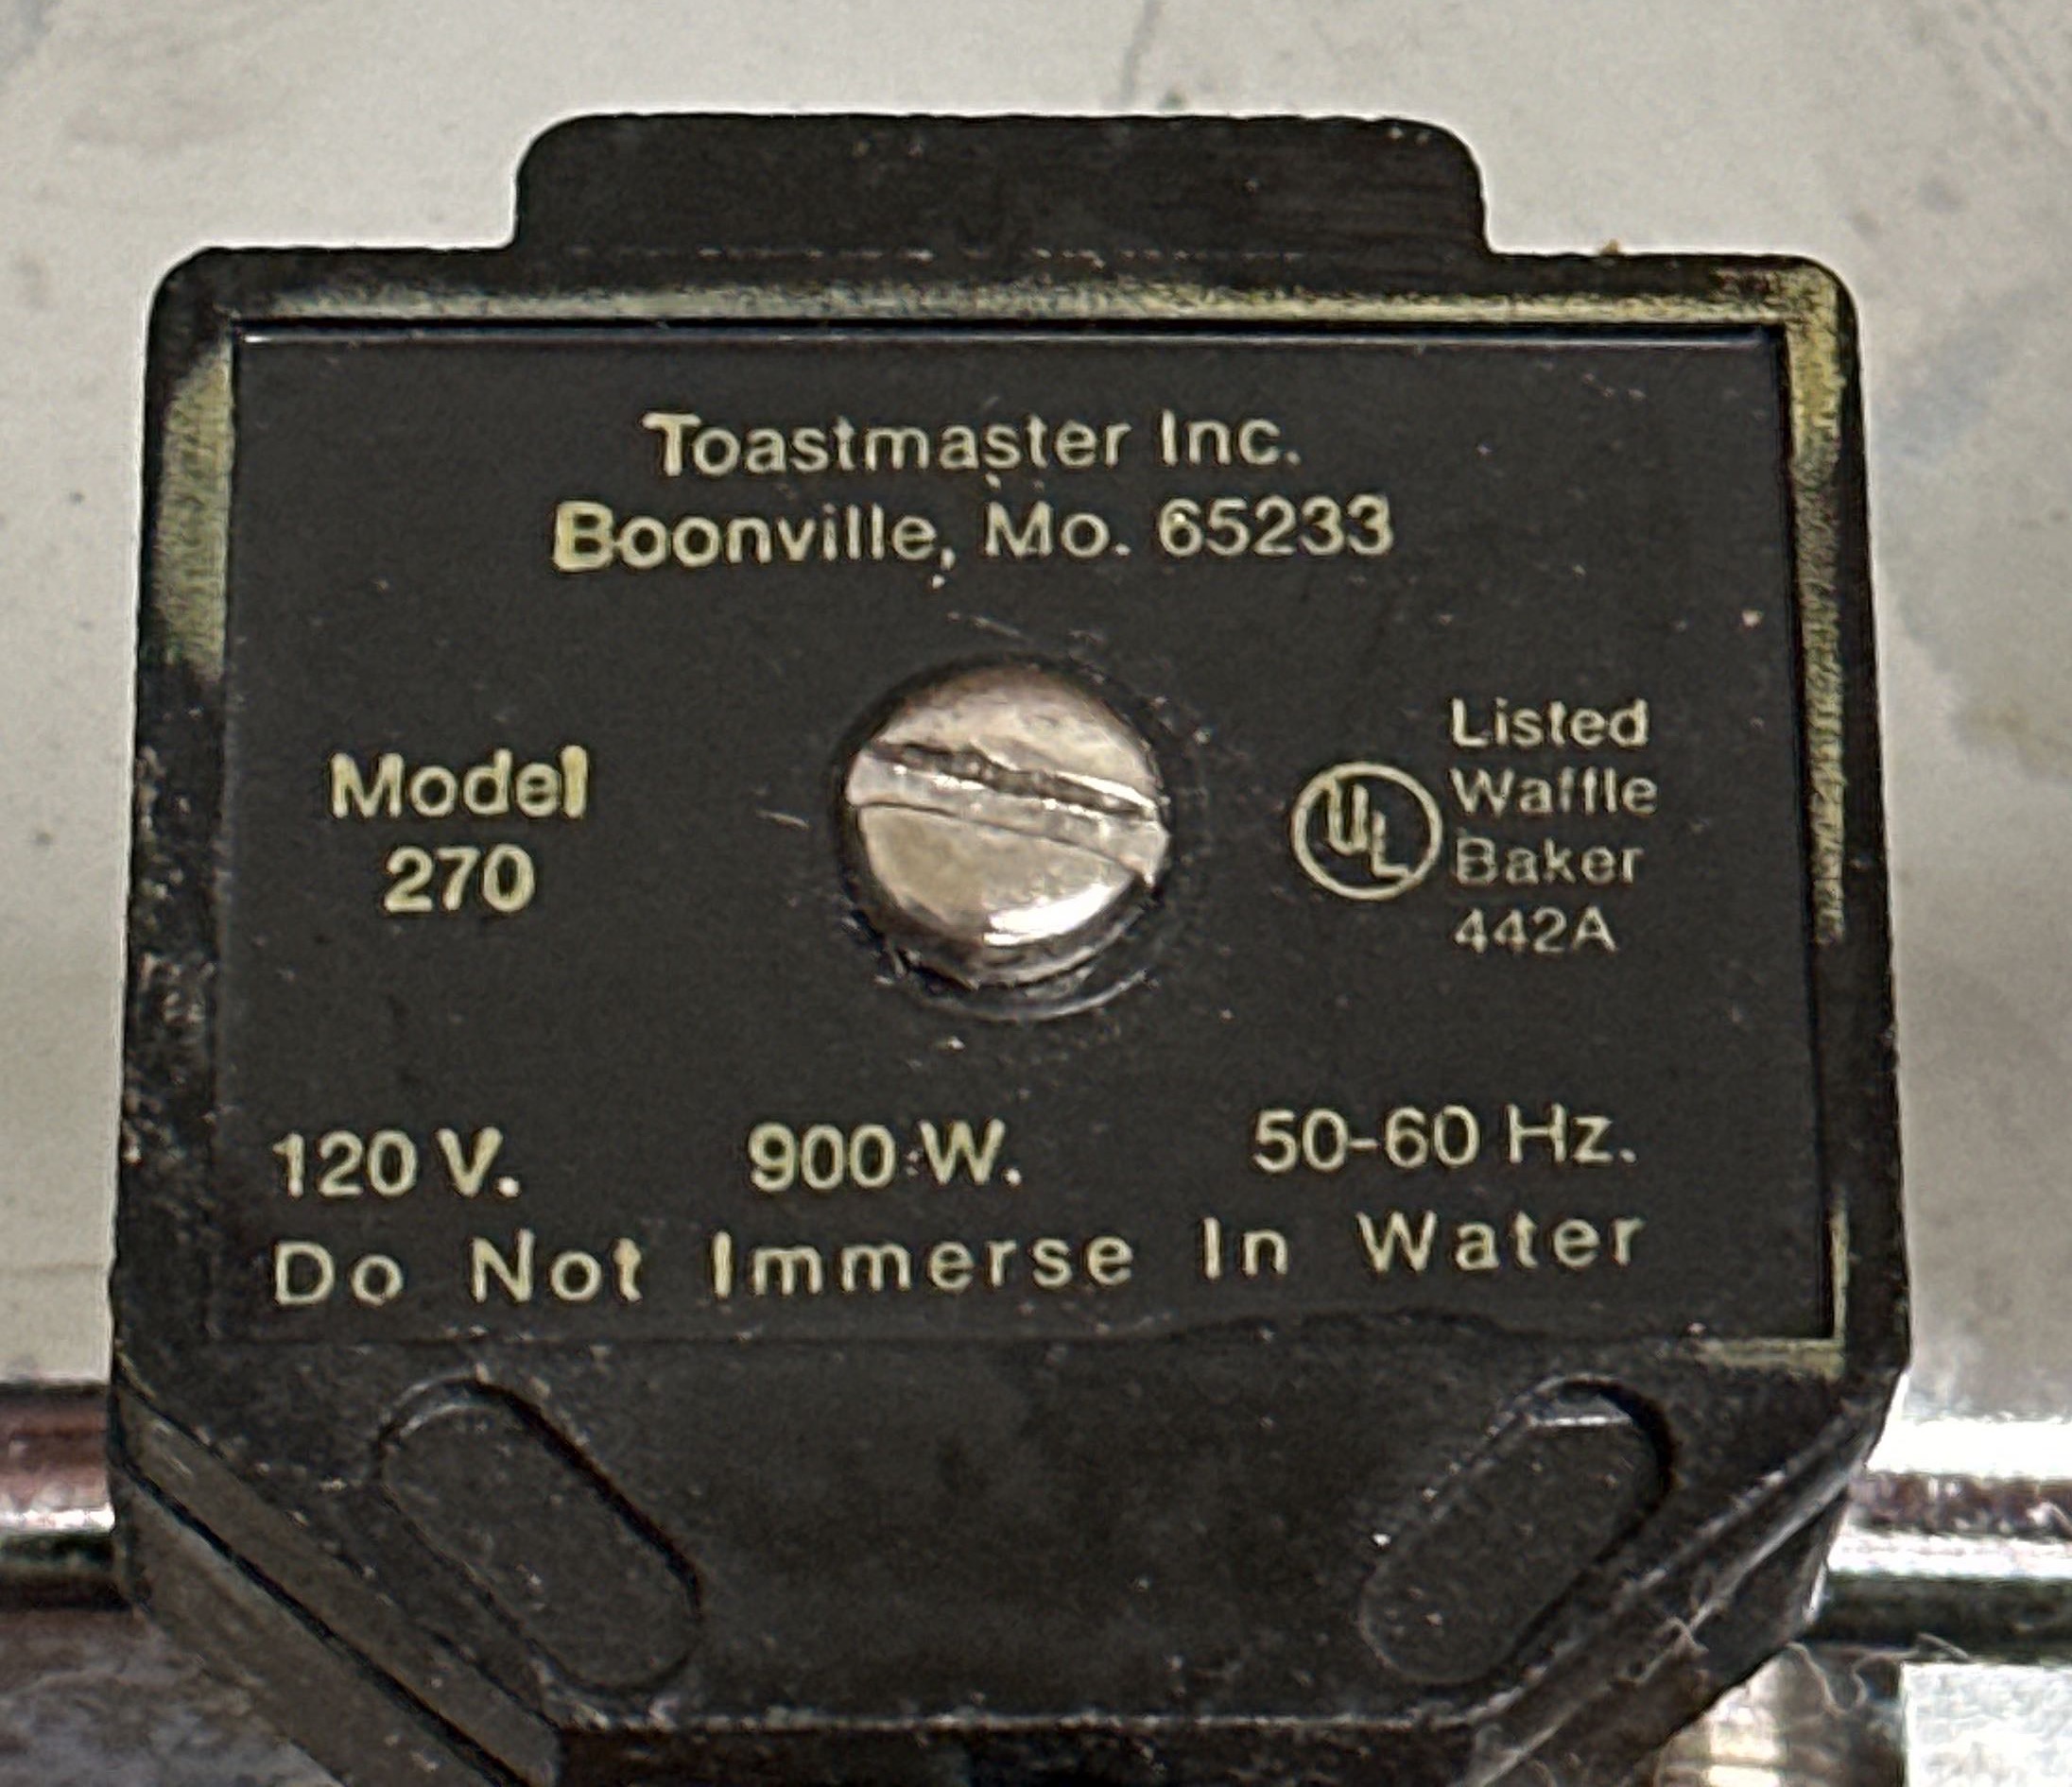 Toastmaster Inc.
Boonville, Mo. 65233
Model
270
UL
Listed
Waffle
Baker
442A
120 V. 900 W. 50-60 Hz.
Do Not Immerse In Water